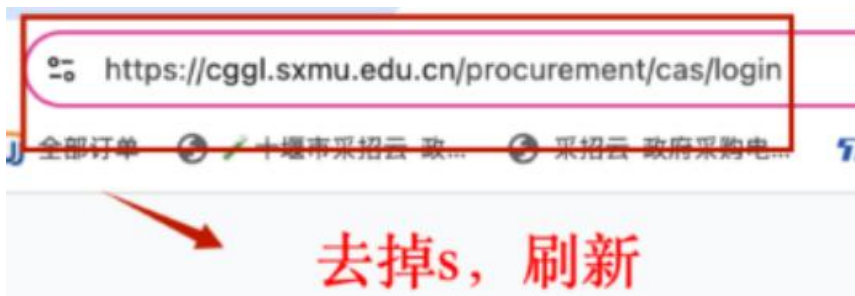 https://cggl.sxmu.edu.cn/procurement/cas/login
全部订单 十堰市采招云-政... 采招云-政府采购电...
去掉s，刷新